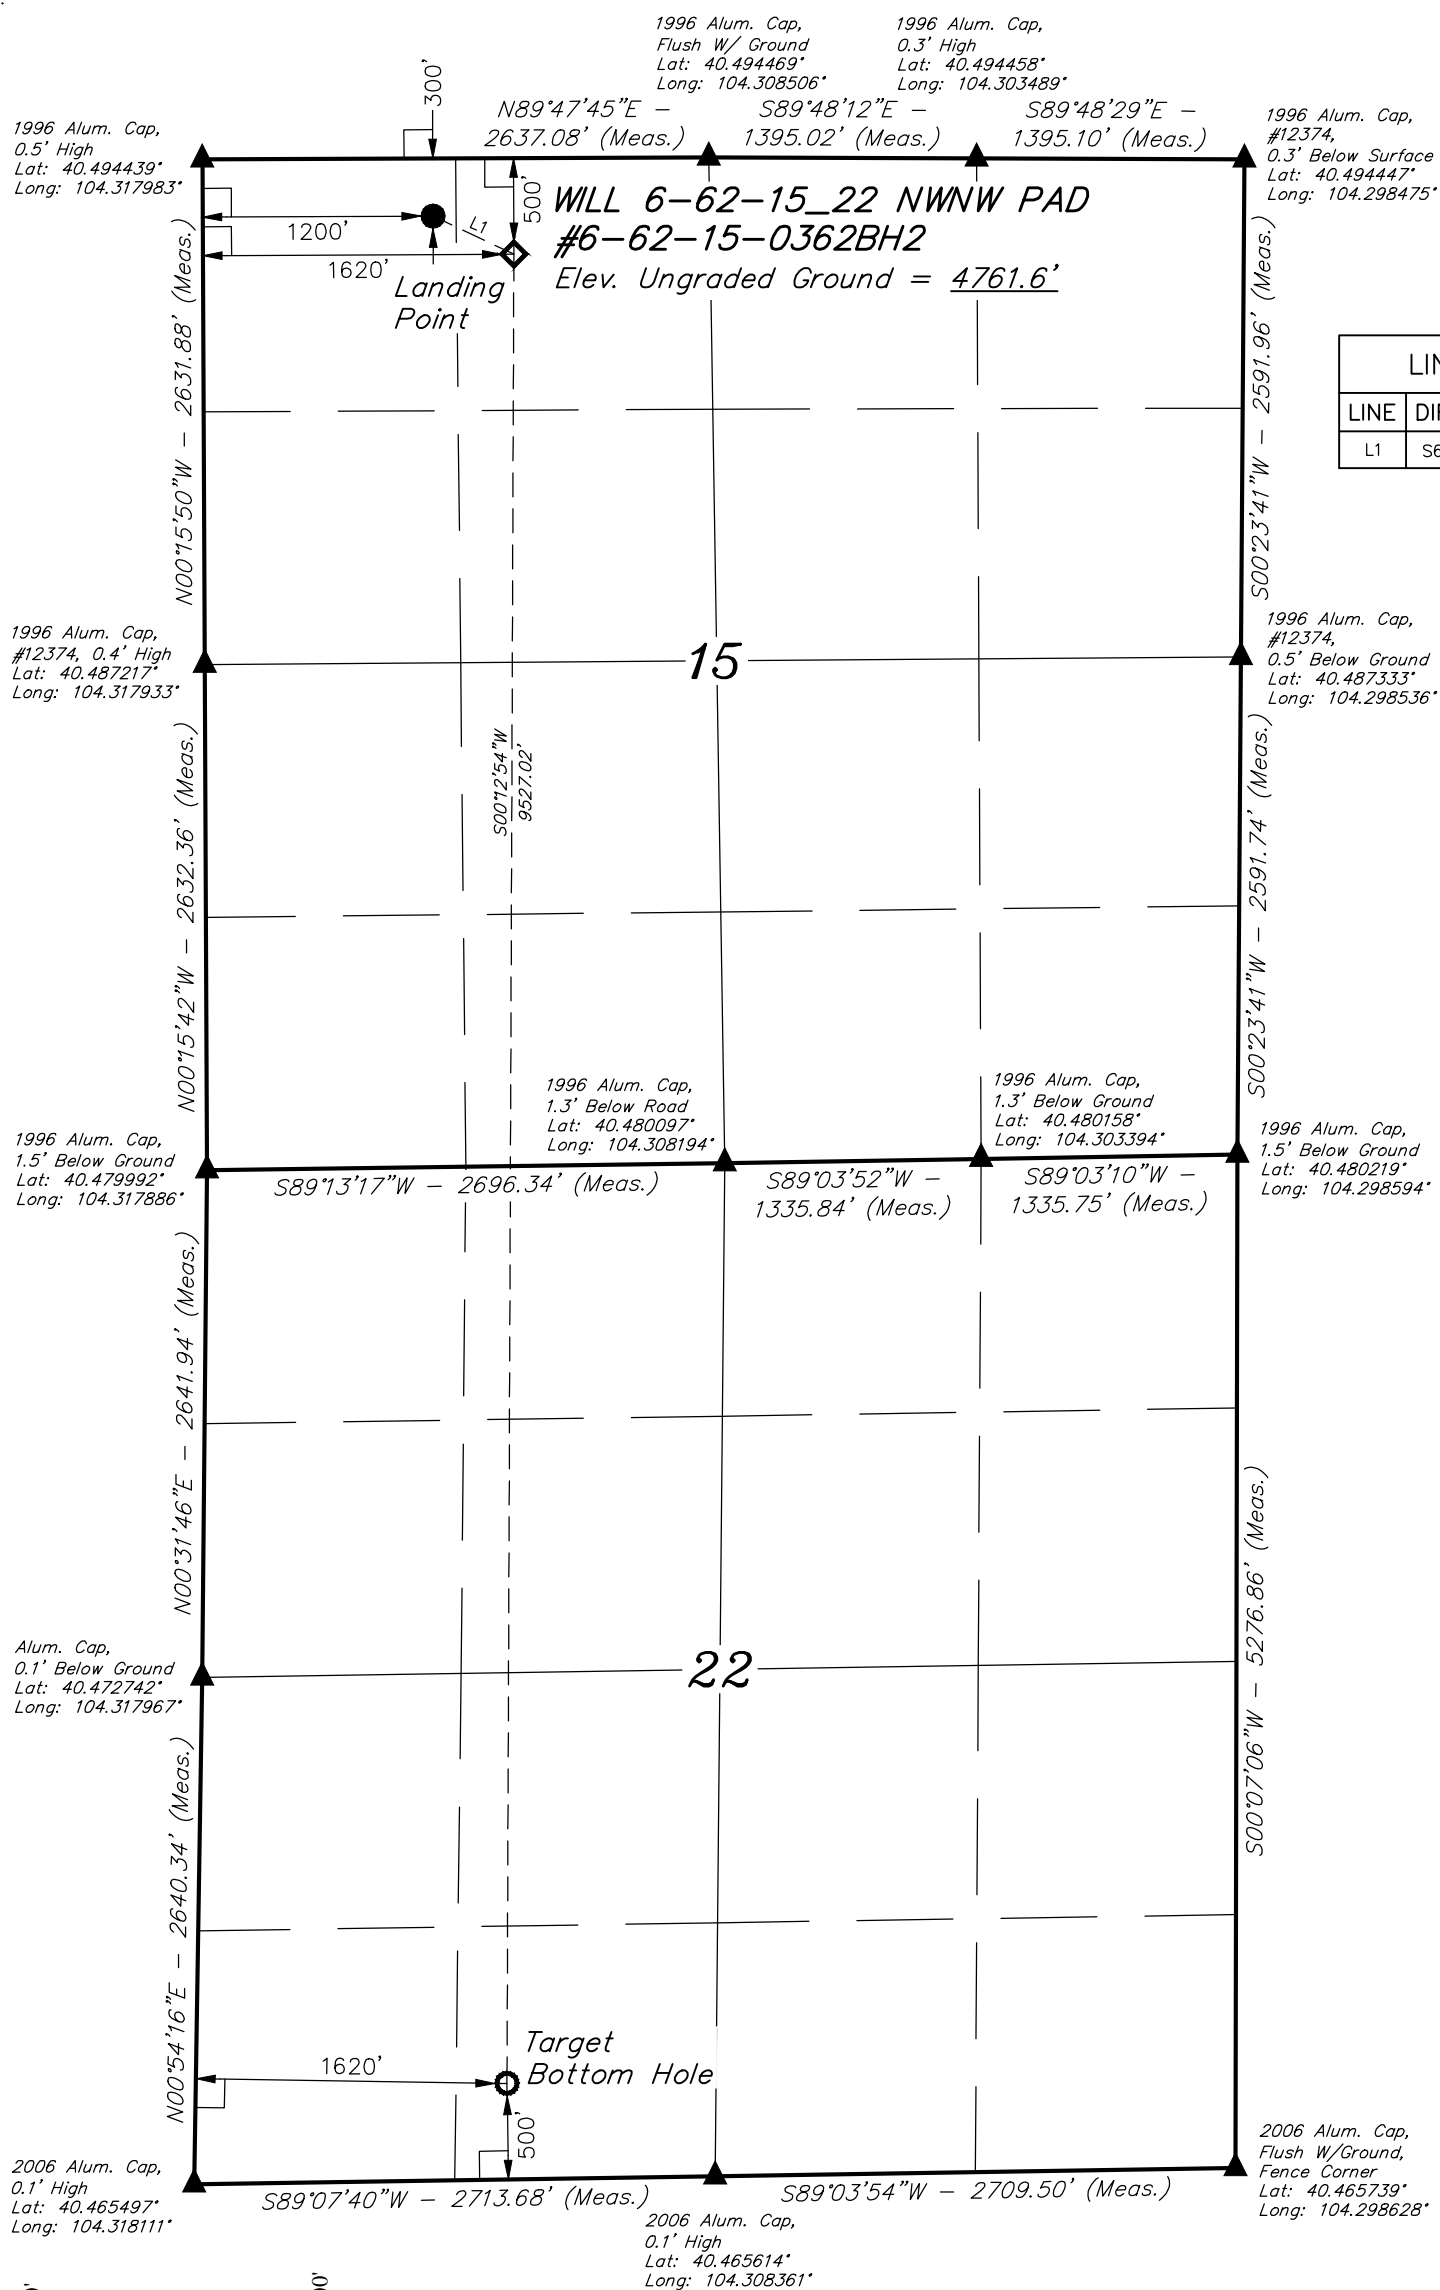 1996 Alum. Cap,
Flush W/ Ground
Lat: 40.494469°
Long: 104.308506°
1996 Alum. Cap,
0.3' High
Lat: 40.494458°
Long: 104.303489°
300'
N89°47'45"E –
2637.08' (Meas.)
S89°48'12"E –
1395.02' (Meas.)
S89°48'29"E –
1395.10' (Meas.)
1996 Alum. Cap,
0.5' High
Lat: 40.494439°
Long: 104.317983°
1996 Alum. Cap,
#12374,
0.3' Below Surface
Lat: 40.494447°
Long: 104.298475°
500'
WILL 6-62-15_22 NWNW PAD
#6-62-15-0362BH2
Elev. Ungraded Ground = 4761.6'
1200'
L1
1620'
Landing
Point
N00°15'50"W – 2631.88' (Meas.)
S00°23'41"W – 2591.96' (Meas.)
LIN
LINE DI
L1 S6
1996 Alum. Cap,
#12374, 0.4' High
Lat: 40.487217°
Long: 104.317933°
15
1996 Alum. Cap,
#12374,
0.5' Below Ground
Lat: 40.487333°
Long: 104.298536°
S00°12'54"W
9527.02'
N00°15'42"W – 2632.36' (Meas.)
S00°23'41"W – 2591.74' (Meas.)
1996 Alum. Cap,
1.3' Below Road
Lat: 40.480097°
Long: 104.308194°
1996 Alum. Cap,
1.3' Below Ground
Lat: 40.480158°
Long: 104.303394°
1996 Alum. Cap,
1.5' Below Ground
Lat: 40.479992°
Long: 104.317886°
1996 Alum. Cap,
1.5' Below Ground
Lat: 40.480219°
Long: 104.298594°
S89°13'17"W – 2696.34' (Meas.)
S89°03'52"W –
1335.84' (Meas.)
S89°03'10"W –
1335.75' (Meas.)
N00°31'46"E – 2641.94' (Meas.)
S00°07'06"W – 5276.86' (Meas.)
Alum. Cap,
0.1' Below Ground
Lat: 40.472742°
Long: 104.317967°
22
N00°54'16"E – 2640.34' (Meas.)
Target
Bottom Hole
1620'
500'
2006 Alum. Cap,
0.1' High
Lat: 40.465497°
Long: 104.318111°
S89°07'40"W – 2713.68' (Meas.)
S89°03'54"W – 2709.50' (Meas.)
2006 Alum. Cap,
Flush W/Ground,
Fence Corner
Lat: 40.465739°
Long: 104.298628°
2006 Alum. Cap,
0.1' High
Lat: 40.465614°
Long: 104.308361°